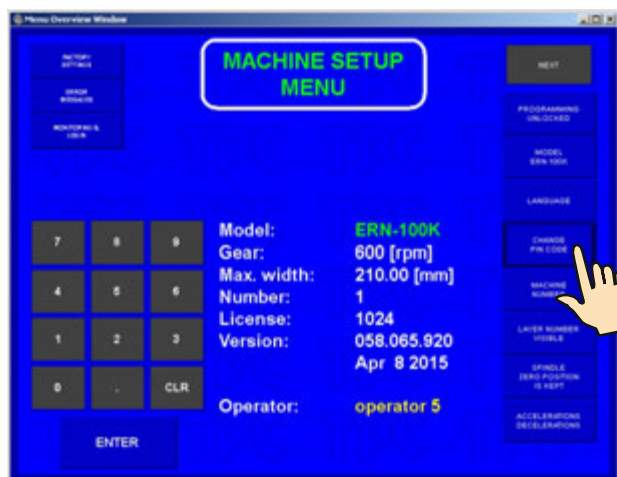 Menu Overview Window
FACTORY
SETTINGS
ERROR
MESSAGES
MONITORING &
LOGIN
MACHINE SETUP
MENU
NEXT
PROGRAMMING
UNLOCKED
MODEL
ERN-100K
LANGUAGE
CHANGE
PIN CODE
MACHINE
NUMBER
LAYER NUMBER
VISIBLE
SPINDLE
ZERO POSITION
IS KEPT
ACCELERATIONS
DECELERATIONS
7 8 9
4 5 6
1 2 3
0 . CLR
ENTER
Model: ERN-100K
Gear: 600 [rpm]
Max. width: 210.00 [mm]
Number: 1
License: 1024
Version: 058.065.920
Apr 8 2015
Operator: operator 5